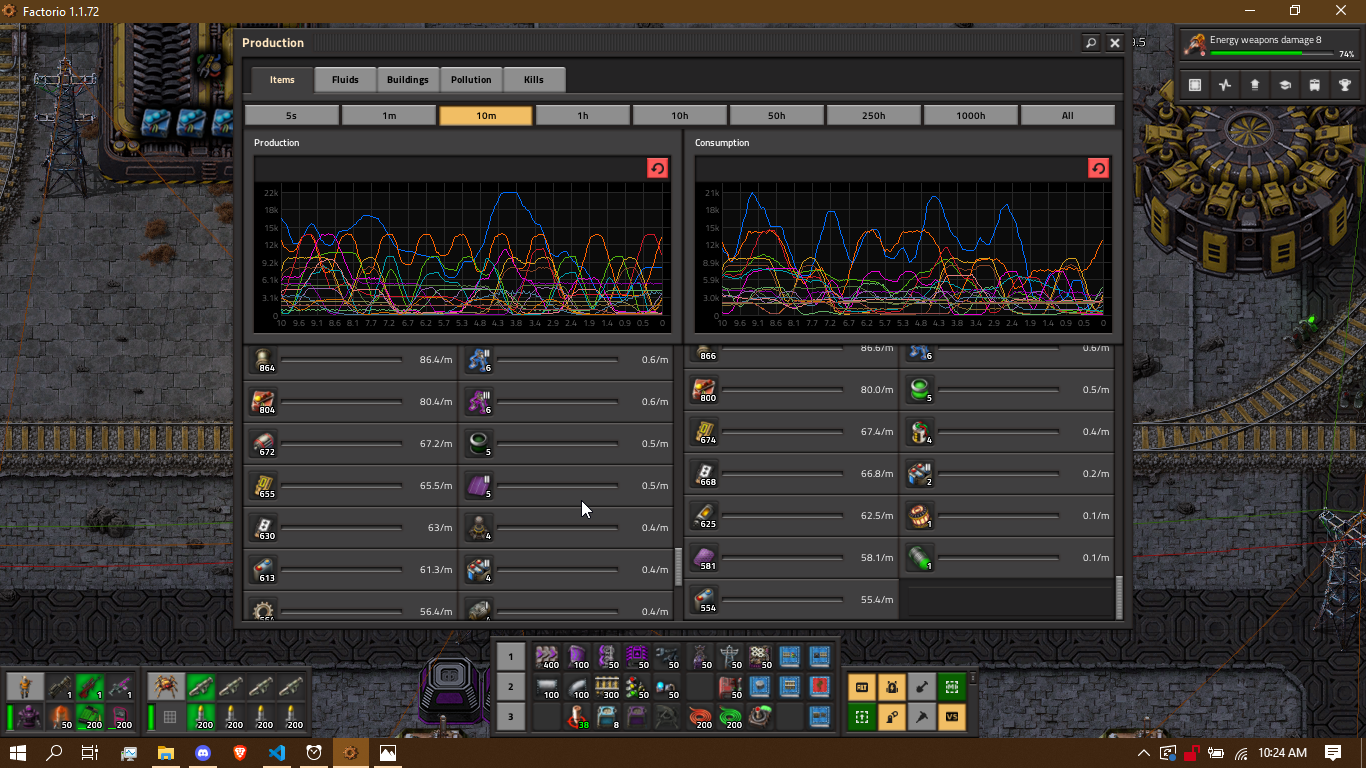 Factorio 1.1.72
Production
0.5
Energy weapons damage 8
74%
Items Fluids Buildings Pollution Kills
5s 1m 10m 1h 10h 50h 250h 1000h All
Production
22k
18k
15k
12k
9.2k
6.1k
3.1k
0
10 9.6 9.1 8.6 8.1 7.7 7.2 6.7 6.2 5.7 5.3 4.8 4.3 3.8 3.4 2.9 2.4 1.9 1.4 0.9 0.5 0
Consumption
21k
18k
15k
12k
8.9k
5.9k
3.0k
0
10 9.6 9.1 8.6 8.1 7.7 7.2 6.7 6.2 5.7 5.3 4.8 4.3 3.8 3.4 2.9 2.4 1.9 1.4 0.9 0.5 0
864 86.4/m 6 0.6/m
804 80.4/m 6 0.6/m
672 67.2/m 5 0.5/m
655 65.5/m 5 0.5/m
630 63/m 4 0.4/m
613 61.3/m 4 0.4/m
56.4/m 0.4/m
866 86.6/m 6 0.6/m
800 80.0/m 5 0.5/m
674 67.4/m 4 0.4/m
668 66.8/m 2 0.2/m
625 62.5/m 1 0.1/m
581 58.1/m 1 0.1/m
554 55.4/m
1 400 100 50 50 50 50 50 50
2 100 100 300 50 50 50
3 38 8 200 200
1 1 1
50 200 200
200 200 200 200
ALT
VS
10:24 AM